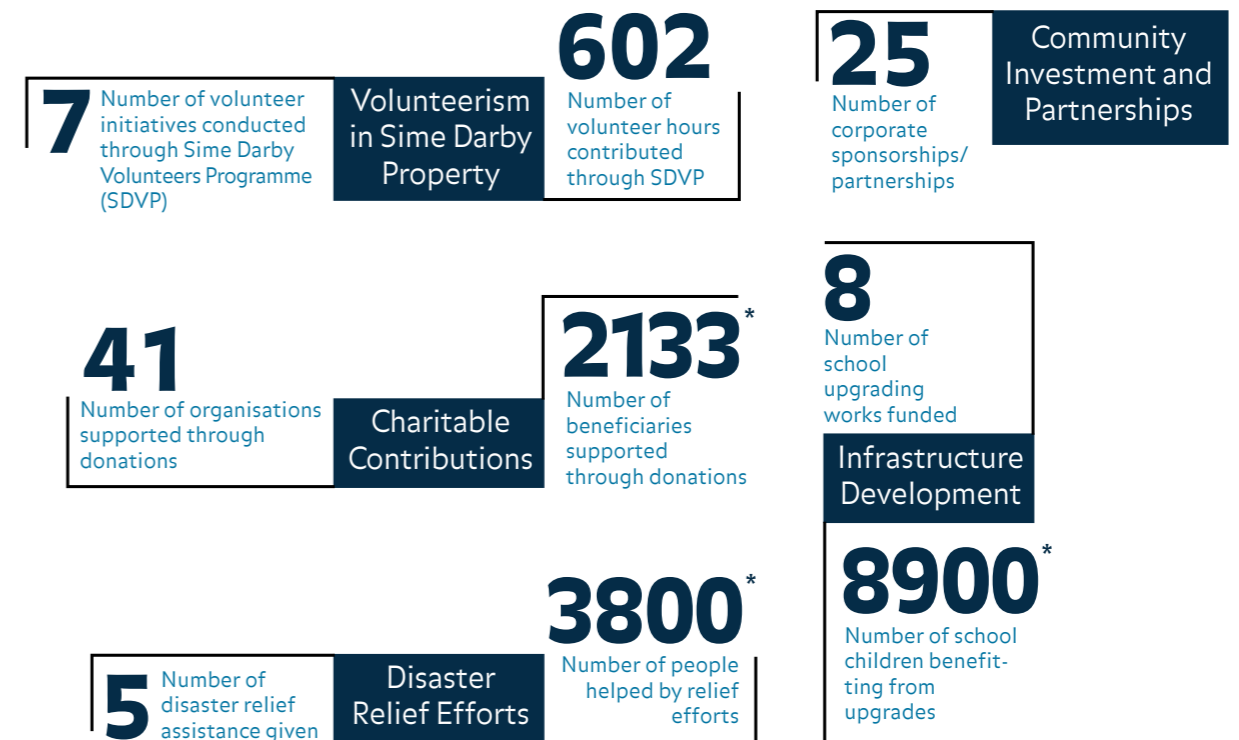 7
Number of volunteer
initiatives conducted
through Sime Darby
Volunteers Programme
(SDVP)
Volunteerism
in Sime Darby
Property
602
Number of
volunteer hours
contributed
through SDVP
25
Number of
corporate
sponsorships/
partnerships
Community
Investment and
Partnerships
41
Number of organisations
supported through
donations
Charitable
Contributions
2133*
Number of
beneficiaries
supported
through donations
8
Number of
school
upgrading
works funded
Infrastructure
Development
8900*
Number of school
children benefit-
ting from
upgrades
5
Number of
disaster relief
assistance given
Disaster
Relief Efforts
3800*
Number of people
helped by relief
efforts